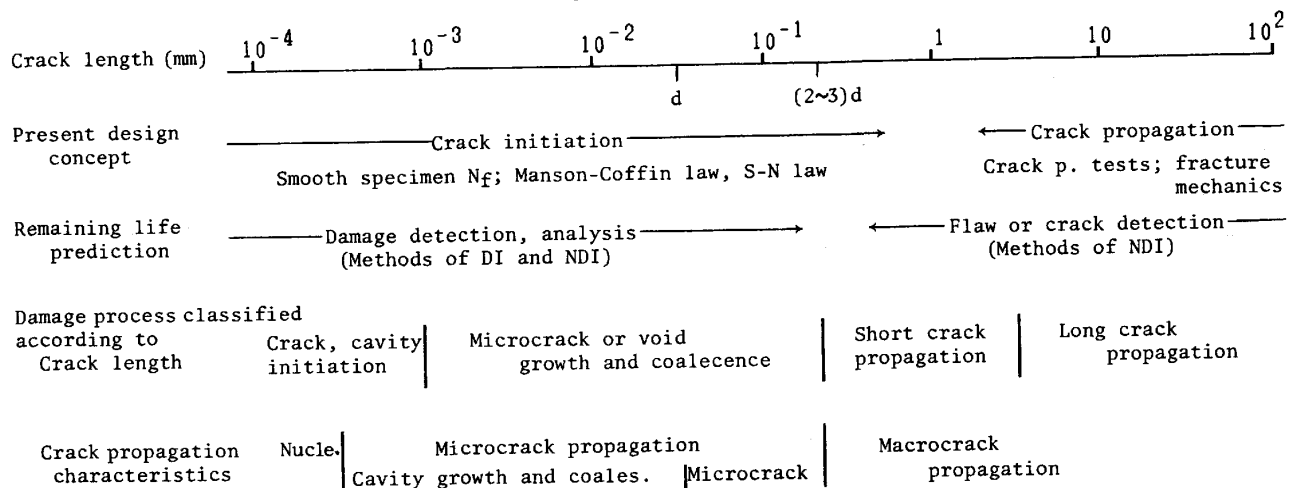 Crack length (mm) 10-4 10-3 10-2 10-1 1 10 102
d (2~3)d
Present design ——Crack initiation—— ←—Crack propagation—
concept
Smooth specimen Nf; Manson-Coffin law, S-N law Crack p. tests; fracture
mechanics
Remaining life ——Damage detection, analysis——→ ←——Flaw or crack detection——
prediction (Methods of DI and NDI) (Methods of NDI)
Damage process classified
according to Crack, cavity Microcrack or void Short crack Long crack
Crack length initiation growth and coalecence propagation propagation
Crack propagation Nucle. Microcrack propagation Macrocrack
characteristics Cavity growth and coales. Microcrack propagation